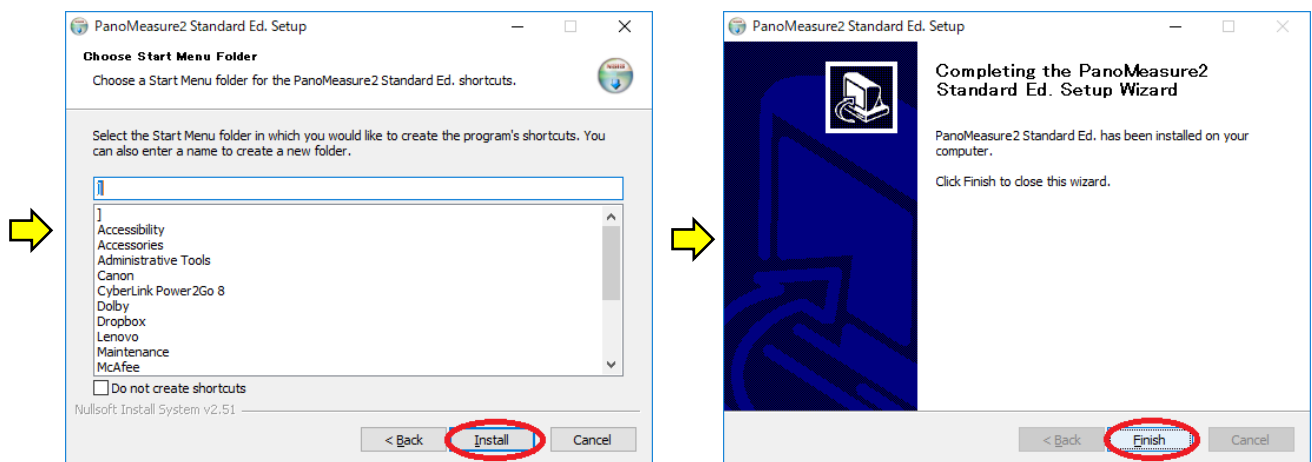 PanoMeasure2 Standard Ed. Setup
Choose Start Menu Folder
Choose a Start Menu folder for the PanoMeasure2 Standard Ed. shortcuts.
Select the Start Menu folder in which you would like to create the program's shortcuts. You
can also enter a name to create a new folder.
]
Accessibility
Accessories
Administrative Tools
Canon
CyberLink Power2Go 8
Dolby
Dropbox
Lenovo
Maintenance
McAfee
Do not create shortcuts
Nullsoft Install System v2.51
< Back
Install
Cancel
PanoMeasure2 Standard Ed. Setup
Completing the PanoMeasure2
Standard Ed. Setup Wizard
PanoMeasure2 Standard Ed. has been installed on your
computer.
Click Finish to close this wizard.
< Back
Finish
Cancel